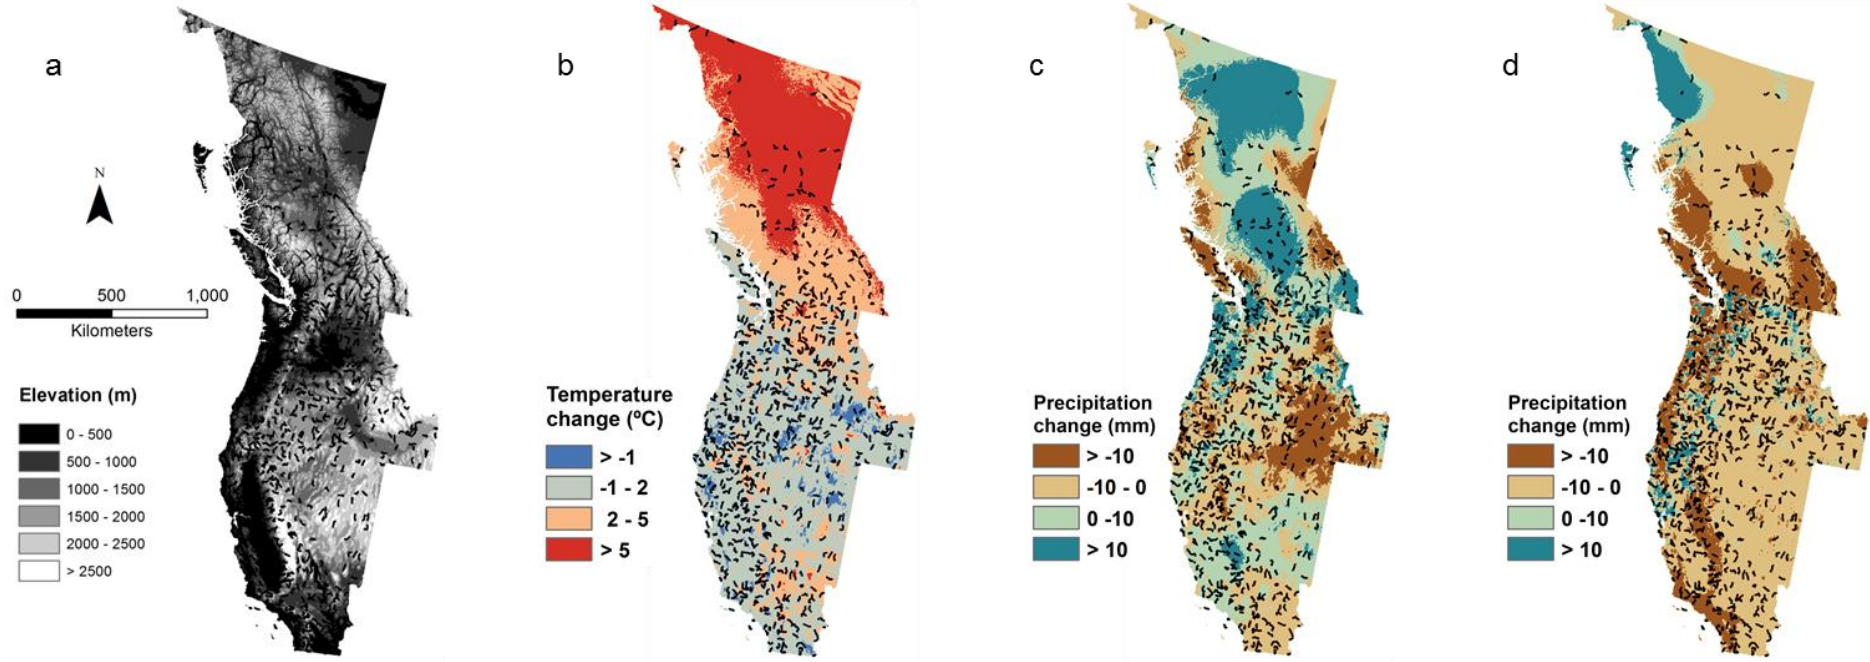 a
b
c
d
N
0 500 1,000
Kilometers
Elevation (m)
0 - 500
500 - 1000
1000 - 1500
1500 - 2000
2000 - 2500
> 2500
Temperature
change (ºC)
> -1
-1 - 2
2 - 5
> 5
Precipitation
change (mm)
> -10
-10 - 0
0 -10
> 10
Precipitation
change (mm)
> -10
-10 - 0
0 -10
> 10